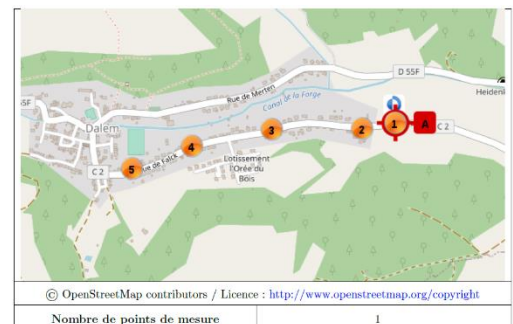 D 55F
Rue de Merten
Canal de la Forge
Heiden
55F
Dalem
1
A
C 2
2
3
4
Lotissement
l'Orée du
Bois
C 2
5
Rue de Falck
© OpenStreetMap contributors / Licence : http://www.openstreetmap.org/copyright
Nombre de points de mesure 1